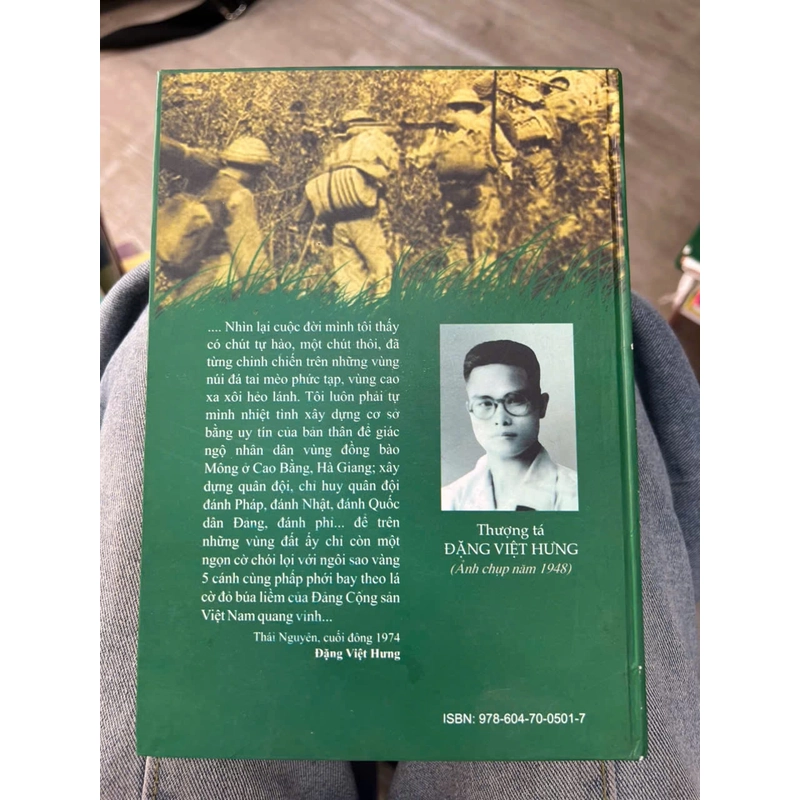 .... Nhìn lại cuộc đời mình tôi thấy
có chút tự hào, một chút thôi, đã
từng chinh chiến trên những vùng
núi đá tai mèo phức tạp, vùng cao
xa xôi hẻo lánh. Tôi luôn phải tự
mình nhiệt tình xây dựng cơ sở
bằng uy tín của bản thân để giác
ngộ nhân dân vùng đồng bào
Mông ở Cao Bằng, Hà Giang; xây
dựng quân đội, chỉ huy quân đội
đánh Pháp, đánh Nhật, đánh Quốc
dân Đảng, đánh phỉ... để trên
những vùng đất ấy chỉ còn một
ngọn cờ chói lọi với ngôi sao vàng
5 cánh cùng phấp phới bay theo lá
cờ đỏ búa liềm của Đảng Cộng sản
Việt Nam quang vinh...
Thái Nguyên, cuối đông 1974
Đặng Việt Hưng
Thượng tá
ĐẶNG VIỆT HƯNG
(Ảnh chụp năm 1948)
ISBN: 978-604-70-0501-7